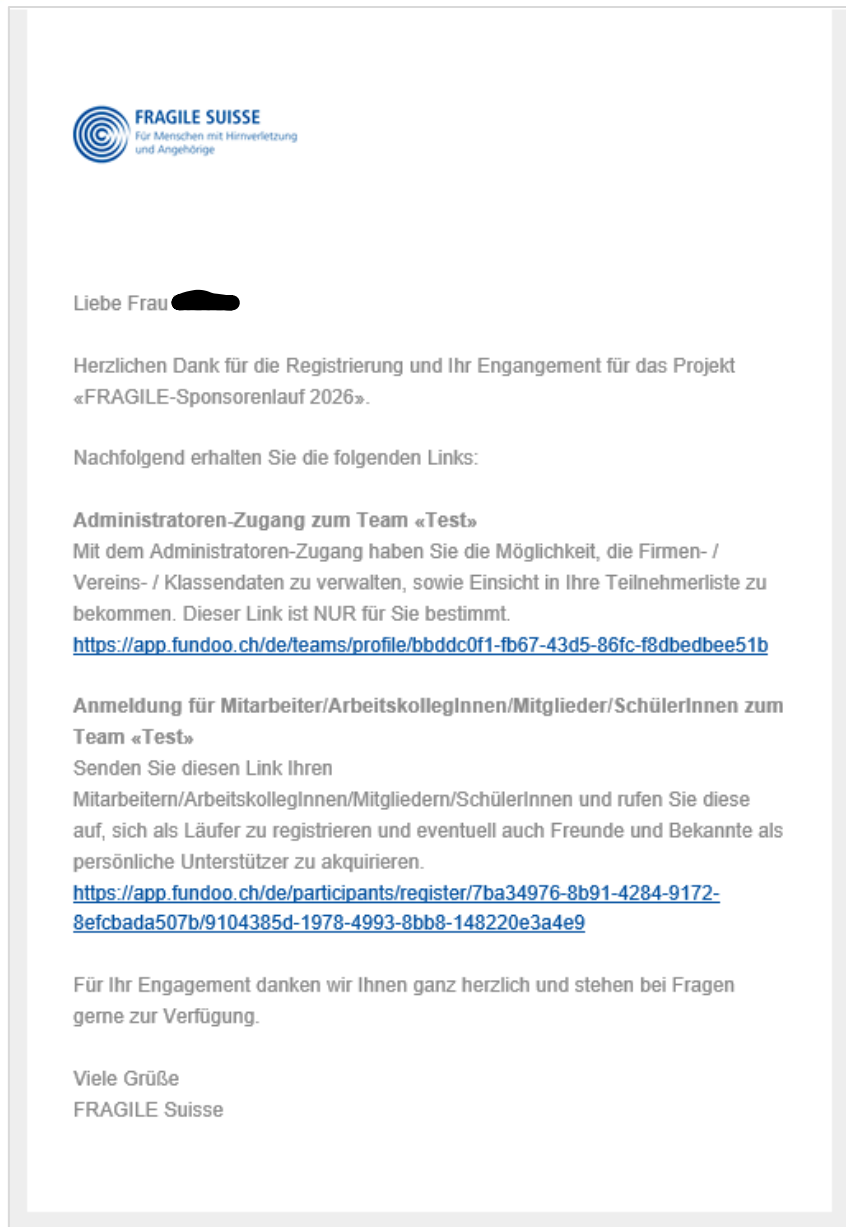 FRAGILE SUISSE
Für Menschen mit Hirnverletzung
und Angehörige
Liebe Frau
Herzlichen Dank für die Registrierung und Ihr Engangement für das Projekt
«FRAGILE-Sponsorenlauf 2026».
Nachfolgend erhalten Sie die folgenden Links:
Administratoren-Zugang zum Team «Test»
Mit dem Administratoren-Zugang haben Sie die Möglichkeit, die Firmen- /
Vereins- / Klassendaten zu verwalten, sowie Einsicht in Ihre Teilnehmerliste zu
bekommen. Dieser Link ist NUR für Sie bestimmt.
https://app.fundoo.ch/de/teams/profile/bbddc0f1-fb67-43d5-86fc-f8dbedbee51b
Anmeldung für Mitarbeiter/ArbeitskollegInnen/Mitglieder/SchülerInnen zum
Team «Test»
Senden Sie diesen Link Ihren
Mitarbeitern/ArbeitskollegInnen/Mitgliedern/SchülerInnen und rufen Sie diese
auf, sich als Läufer zu registrieren und eventuell auch Freunde und Bekannte als
persönliche Unterstützer zu akquirieren.
https://app.fundoo.ch/de/participants/register/7ba34976-8b91-4284-9172-
8efcbada507b/9104385d-1978-4993-8bb8-148220e3a4e9
Für Ihr Engagement danken wir Ihnen ganz herzlich und stehen bei Fragen
gerne zur Verfügung.
Viele Grüße
FRAGILE Suisse